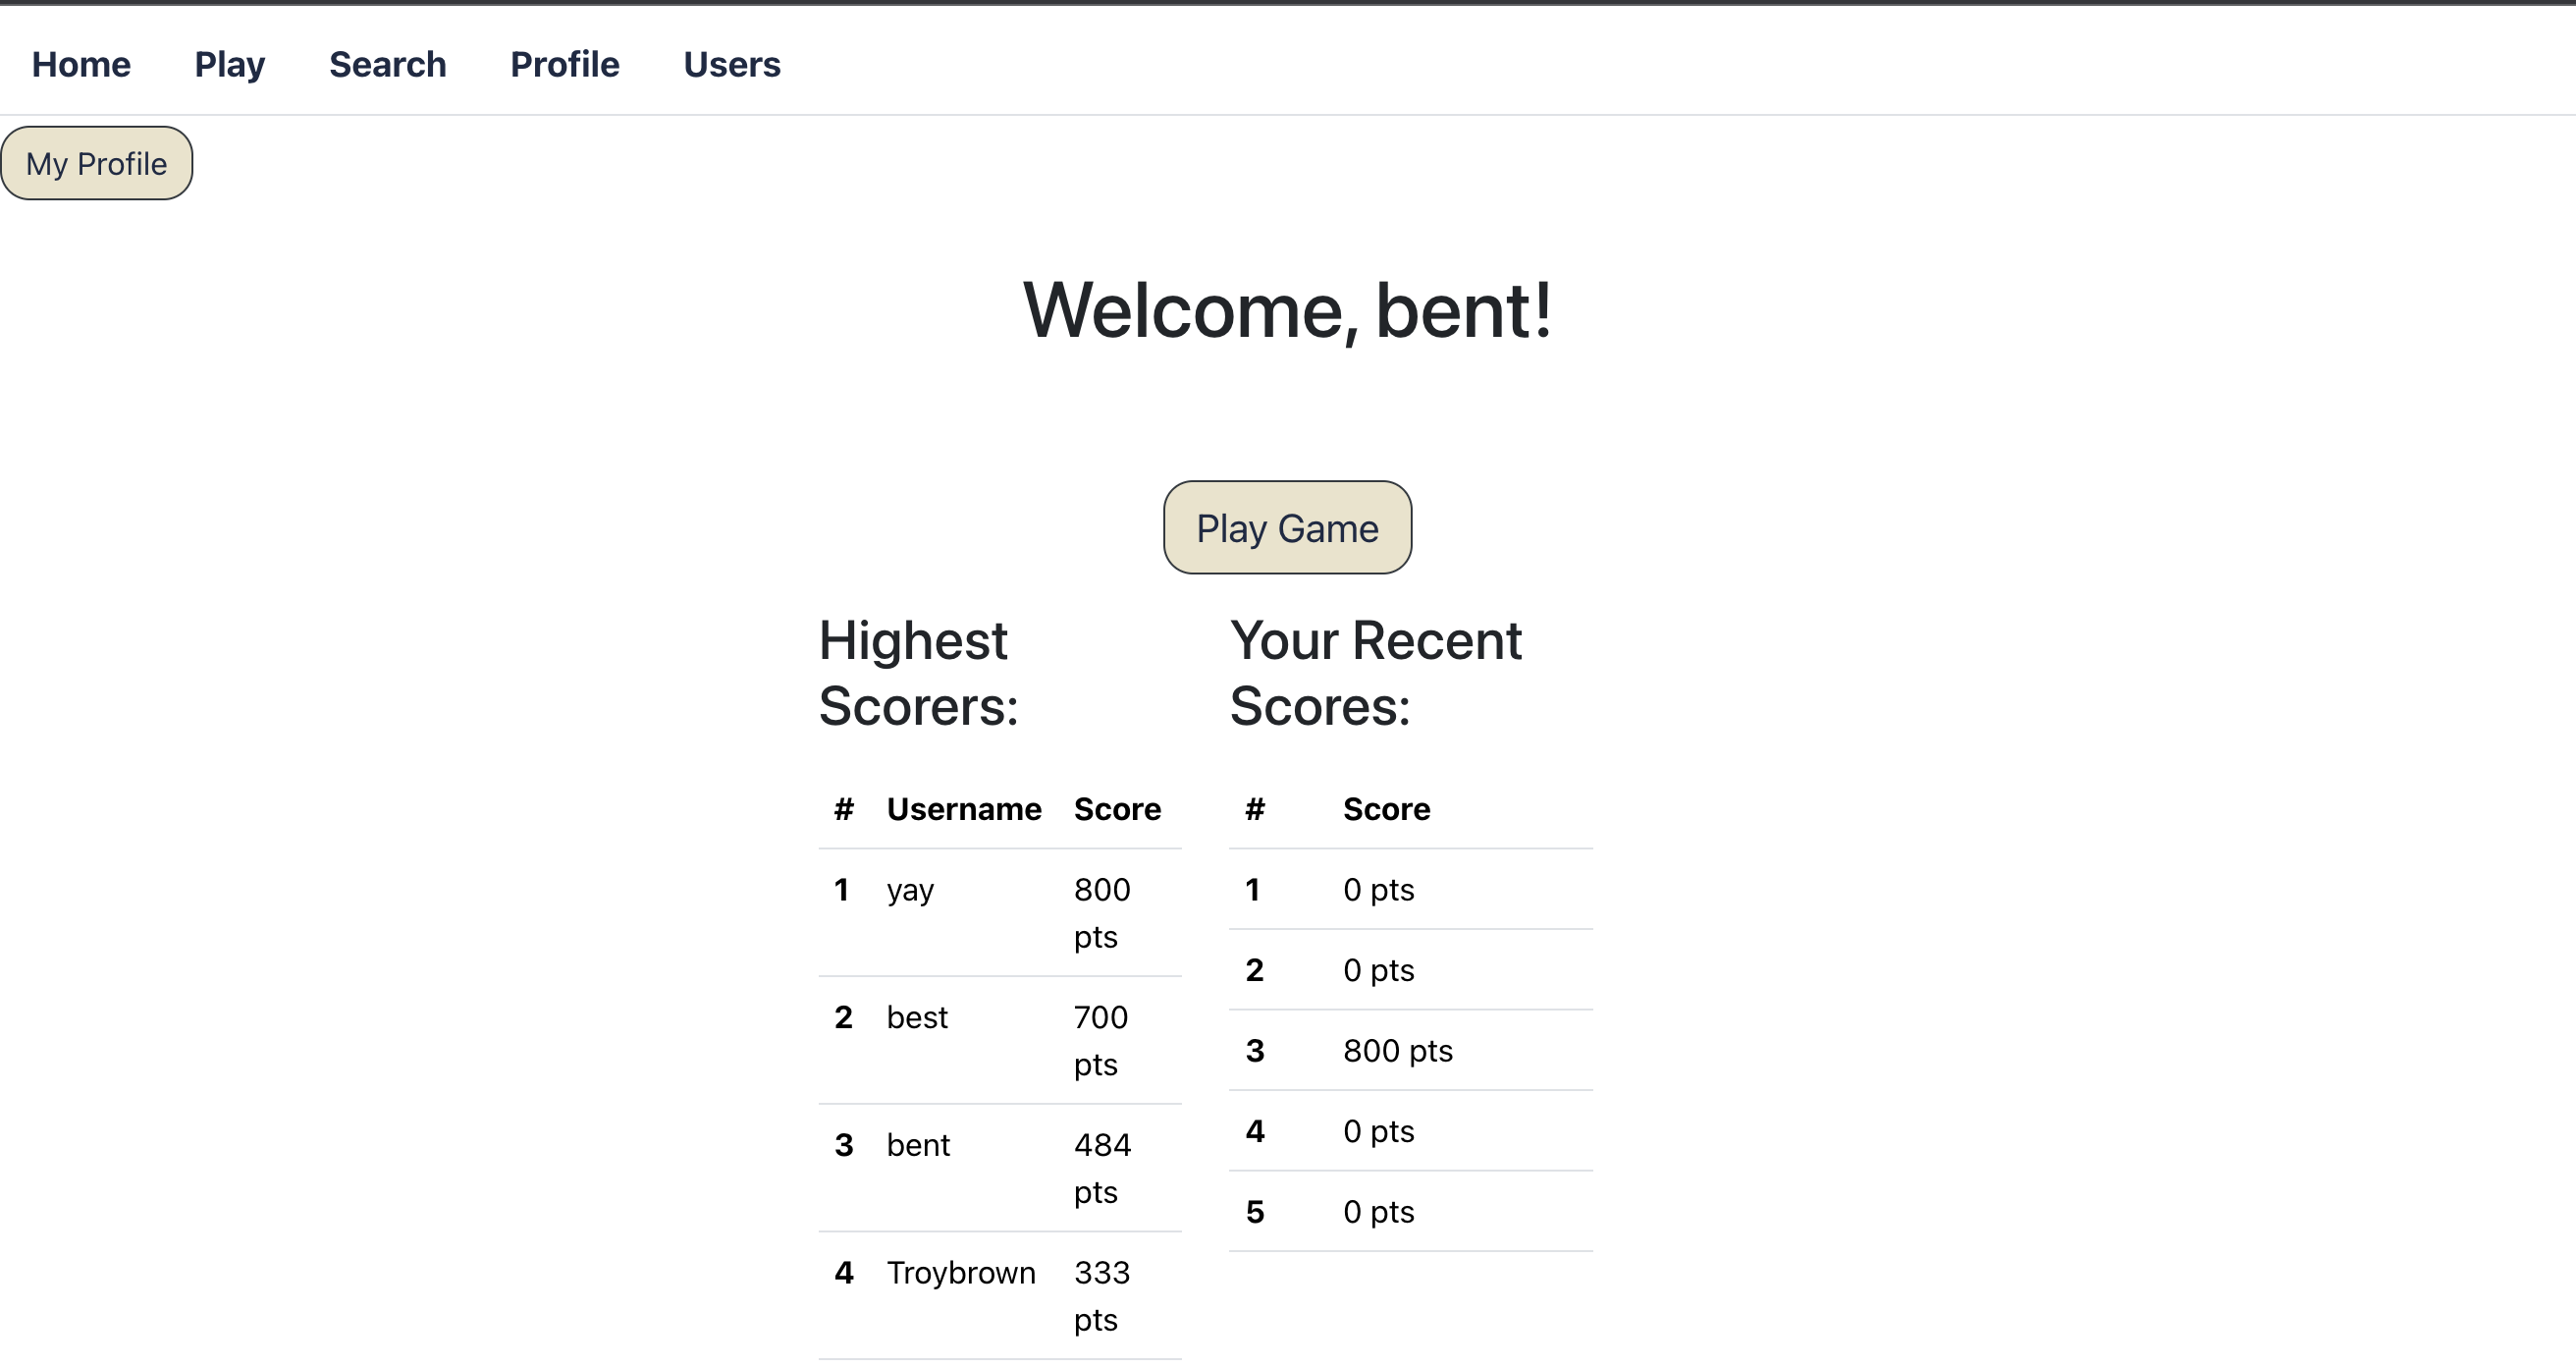 Home Play Search Profile Users
My Profile
Welcome, bent!
Play Game
Highest
Scorers:
# Username Score
1 yay 800
pts
2 best 700
pts
3 bent 484
pts
4 Troybrown 333
pts
Your Recent
Scores:
# Score
1 0 pts
2 0 pts
3 800 pts
4 0 pts
5 0 pts